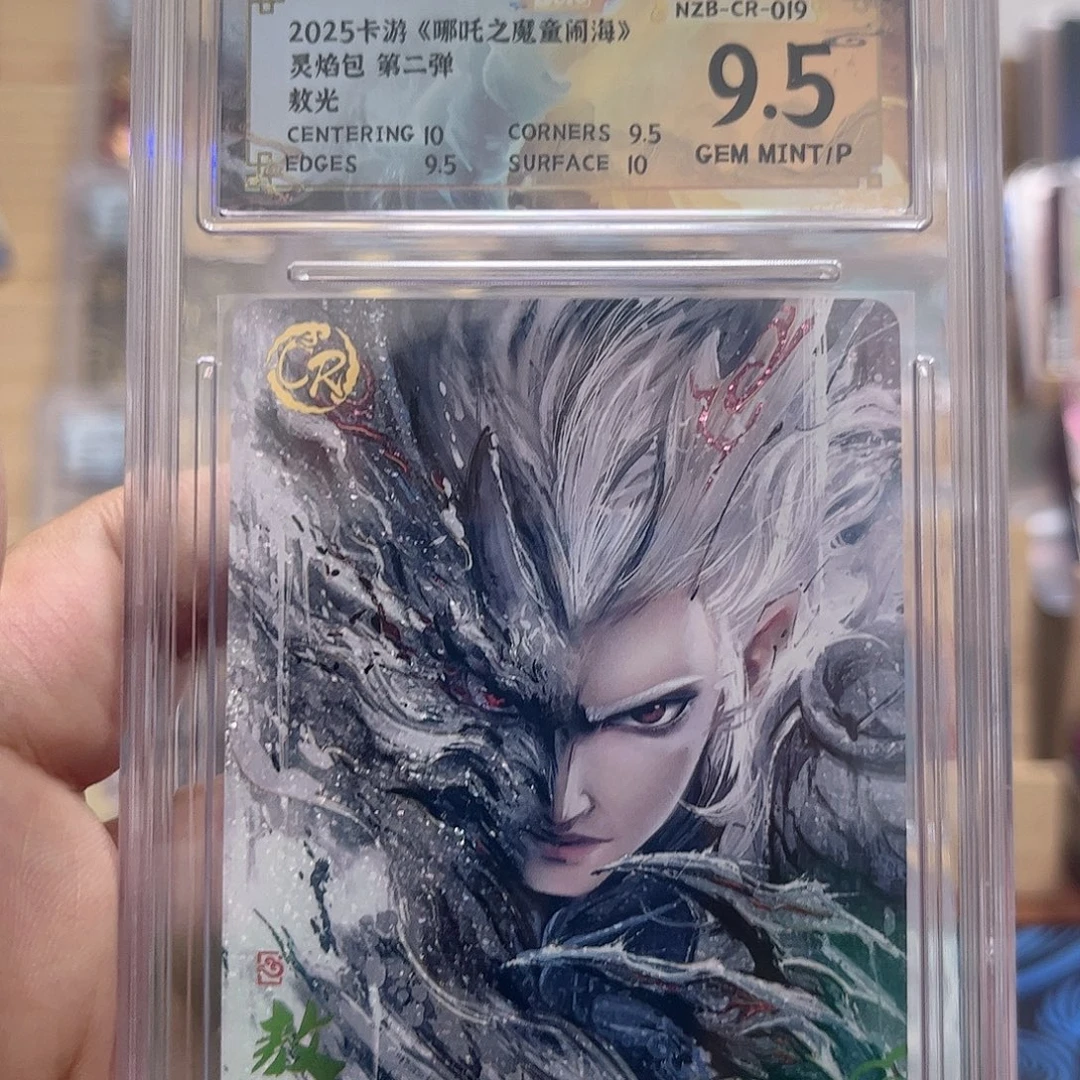 NZB-CR-019
2025卡游《哪吒之魔童闹海》
灵焰包 第二弹
敖光
9.5
CENTERING 10 CORNERS 9.5
EDGES 9.5 SURFACE 10
GEM MINT/P
CR